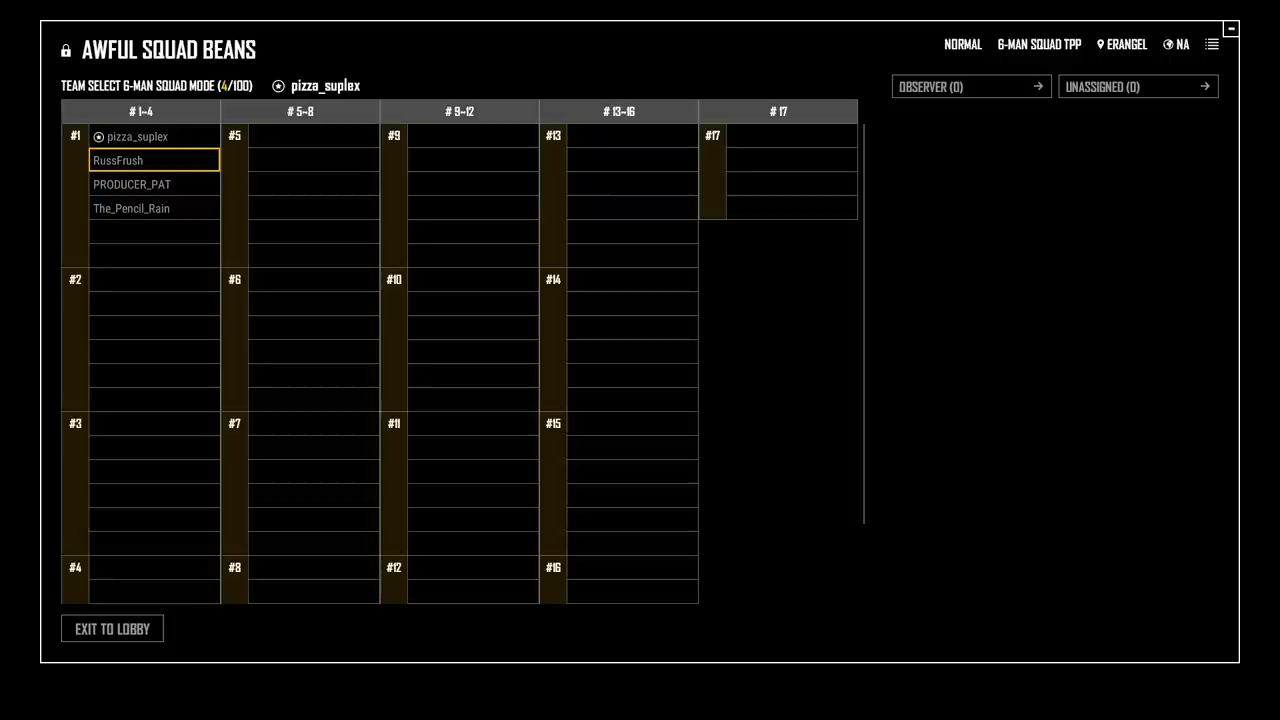 AWFUL SQUAD BEANS
NORMAL 6-MAN SQUAD TPP ERANGEL NA
TEAM SELECT 6-MAN SQUAD MODE (4/100) pizza_suplex
OBSERVER (0)
UNASSIGNED (0)
# 1~4 # 5~8 # 9~12 # 13~16 # 17
#1 pizza_suplex #5 #9 #13 #17
RussFrush
PRODUCER_PAT
The_Pencil_Rain
#2 #6 #10 #14
#3 #7 #11 #15
#4 #8 #12 #16
EXIT TO LOBBY